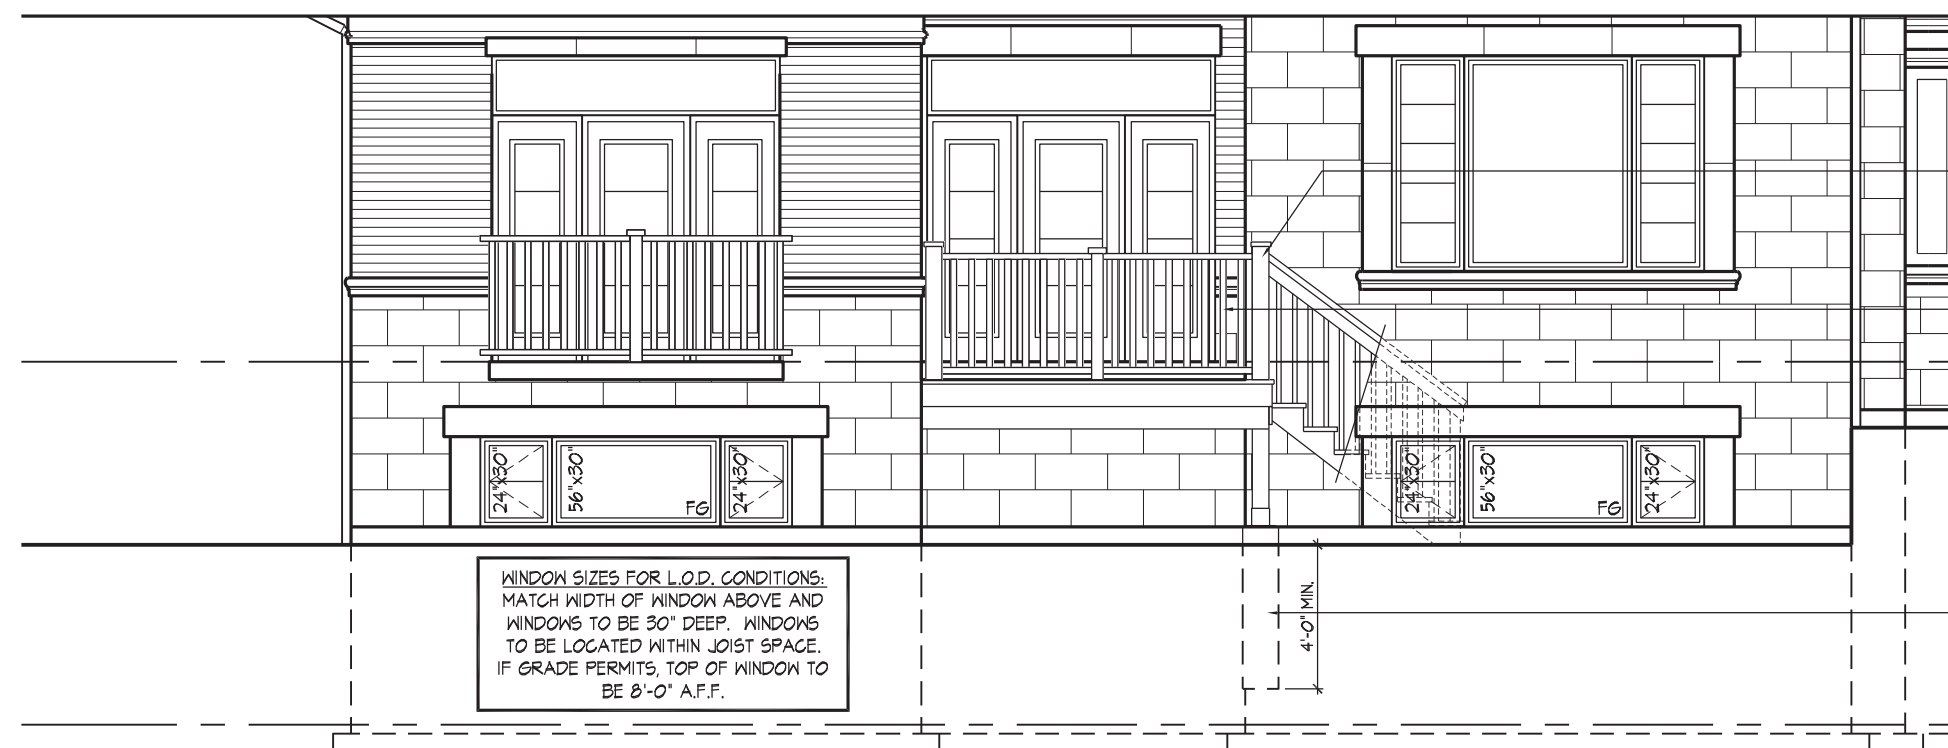 24"x30"
56"x30"
FG
24"x30"
24"x30"
56"x30"
FG
24"x30"
WINDOW SIZES FOR L.O.D. CONDITIONS:
MATCH WIDTH OF WINDOW ABOVE AND
WINDOWS TO BE 30" DEEP. WINDOWS
TO BE LOCATED WITHIN JOIST SPACE.
IF GRADE PERMITS, TOP OF WINDOW TO
BE 8'-0" A.F.F.
4'-0" MIN.